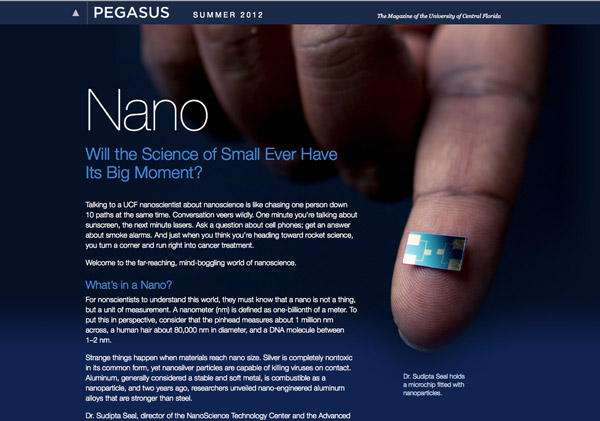 PEGASUS SUMMER 2012 The Magazine of the University of Central Florida
Nano
Will the Science of Small Ever Have
Its Big Moment?
Talking to a UCF nanoscientist about nanoscience is like chasing one person down
10 paths at the same time. Conversation veers wildly. One minute you're talking about
sunscreen, the next minute lasers. Ask a question about cell phones; get an answer
about smoke alarms. And just when you think you're heading toward rocket science,
you turn a corner and run right into cancer treatment.
Welcome to the far-reaching, mind-boggling world of nanoscience.
What's in a Nano?
For nonscientists to understand this world, they must know that a nano is not a thing,
but a unit of measurement. A nanometer (nm) is defined as one-billionth of a meter. To
put this in perspective, consider that the pinhead measures about 1 million nm
across, a human hair about 80,000 nm in diameter, and a DNA molecule between
1–2 nm.
Strange things happen when materials reach nano size. Silver is completely nontoxic
in its common form, yet nanosilver particles are capable of killing viruses on contact.
Aluminum, generally considered a stable and soft metal, is combustible as a
nanoparticle, and two years ago, researchers unveiled nano-engineered aluminum
alloys that are stronger than steel.
Dr. Sudipta Seal, director of the NanoScience Technology Center and the Advanced
Dr. Sudipta Seal holds
a microchip fitted with
nanoparticles.